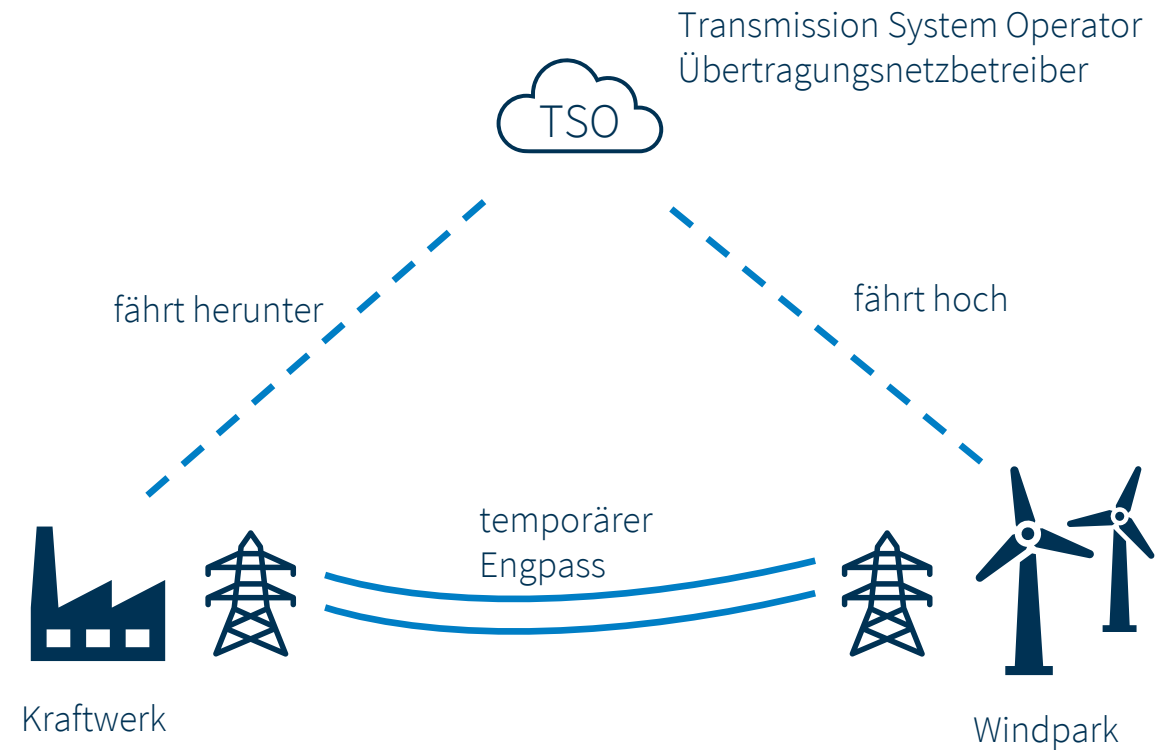 Transmission System Operator
Übertragungsnetzbetreiber
TSO
fährt herunter
fährt hoch
temporärer
Engpass
Kraftwerk
Windpark